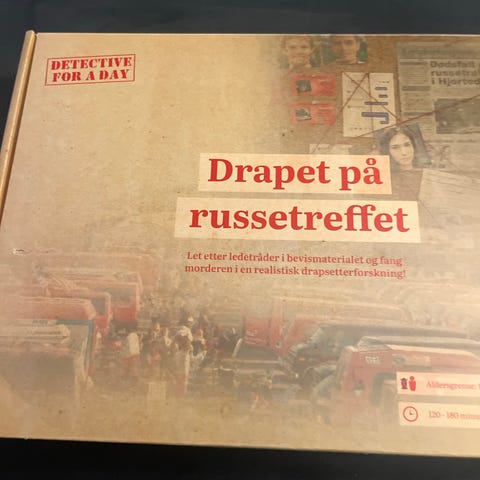 DETECTIVE
FOR A DAY
Dødsfall
russetref
i Hjorted
Drapet på
russetreffet
Let etter ledetråder i bevismaterialet og fang
morderen i en realistisk drapsetterforskning!
Aldersgrense:
120 - 180 minu